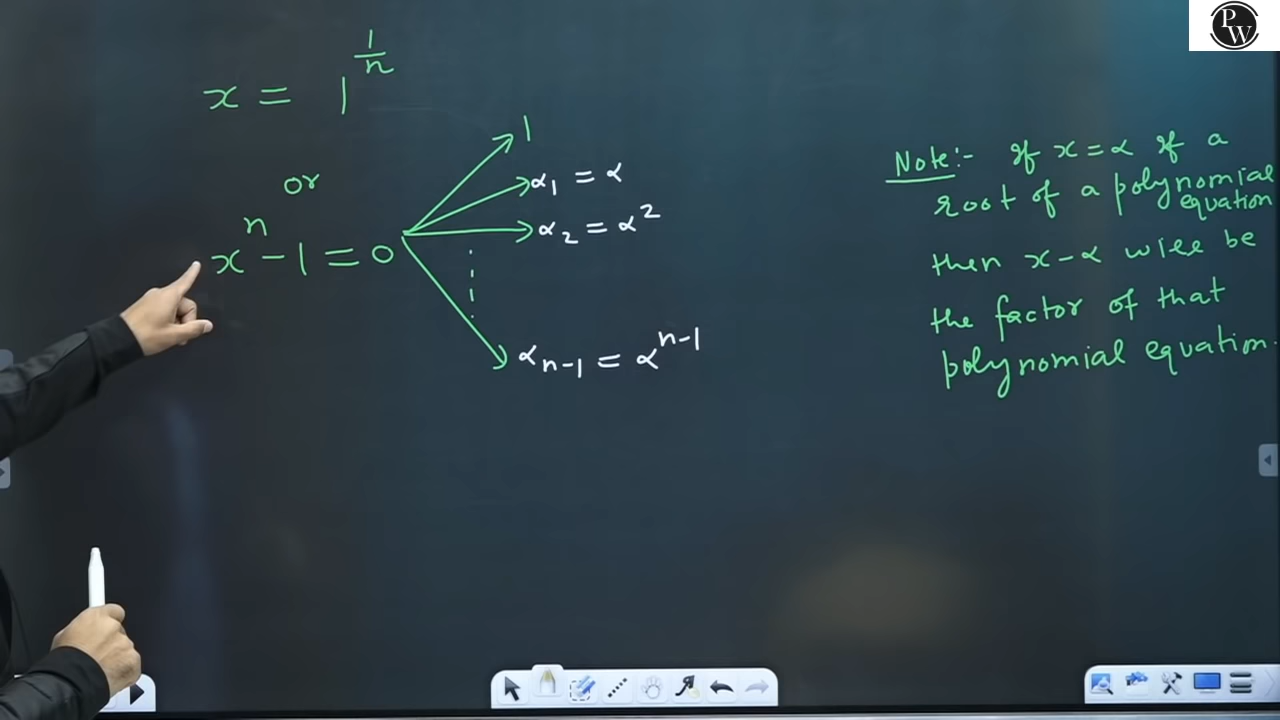 x = 1^(1/n)
or
x^n - 1 = 0
1
α₁ = α
α₂ = α²
αₙ₋₁ = α^(n-1)
Note:- If x = α if a
root of a polynomial
equation
then x - α will be
the factor of that
polynomial equation.
PW